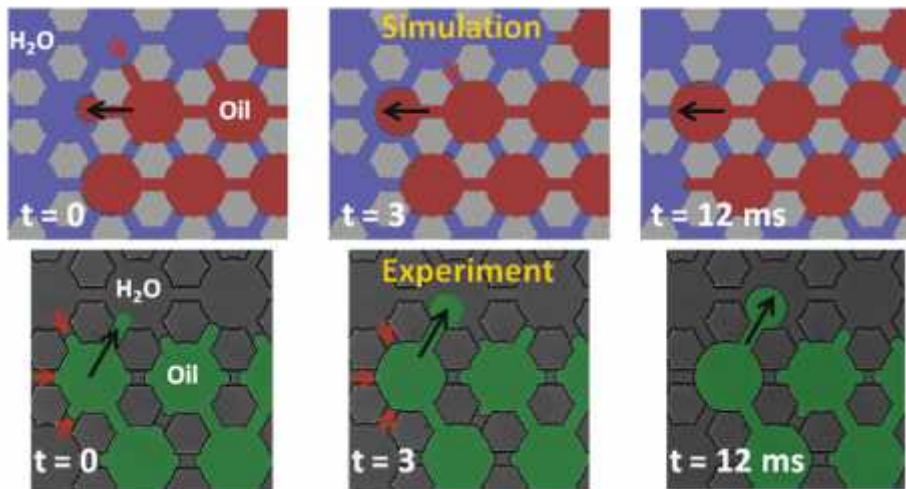 H₂O
Simulation
Oil
t = 0
t = 3
t = 12 ms
Experiment
H₂O
Oil
t = 0
t = 3
t = 12 ms